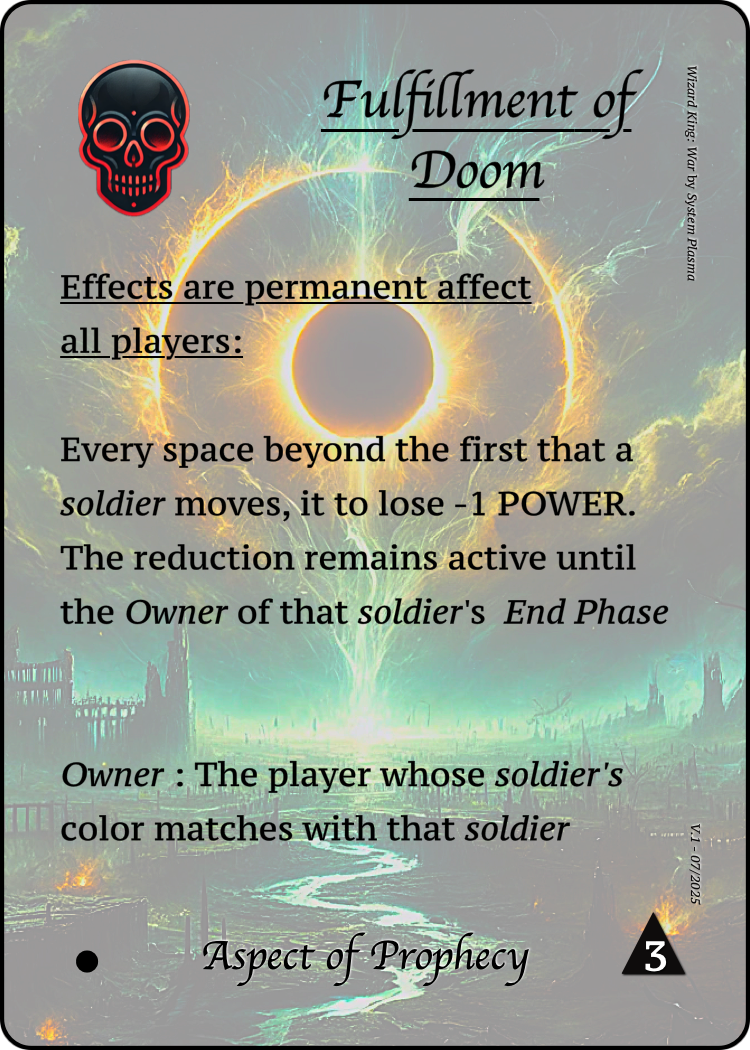 Fulfillment of
Doom
Wizard King: War by System Plasma
Effects are permanent affect
all players:
Every space beyond the first that a
soldier moves, it to lose -1 POWER.
The reduction remains active until
the Owner of that soldier's End Phase
Owner : The player whose soldier's
color matches with that soldier
V.1 - 07/2025
Aspect of Prophecy
3